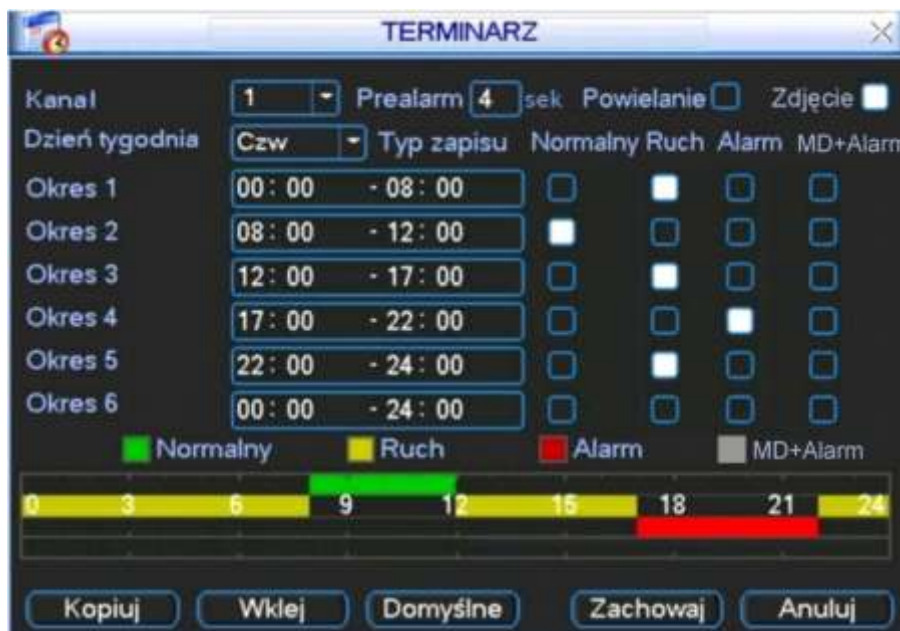 TERMINARZ
Kanal 1 Prealarm 4 sek Powielanie Zdjęcie
Dzień tygodnia Czw Typ zapisu Normalny Ruch Alarm MD+Alarm
Okres 1 00:00 - 08:00
Okres 2 08:00 - 12:00
Okres 3 12:00 - 17:00
Okres 4 17:00 - 22:00
Okres 5 22:00 - 24:00
Okres 6 00:00 - 24:00
Normalny Ruch Alarm MD+Alarm
0 3 6 9 12 15 18 21 24
Kopiuj Wklej Domyślne Zachowaj Anuluj